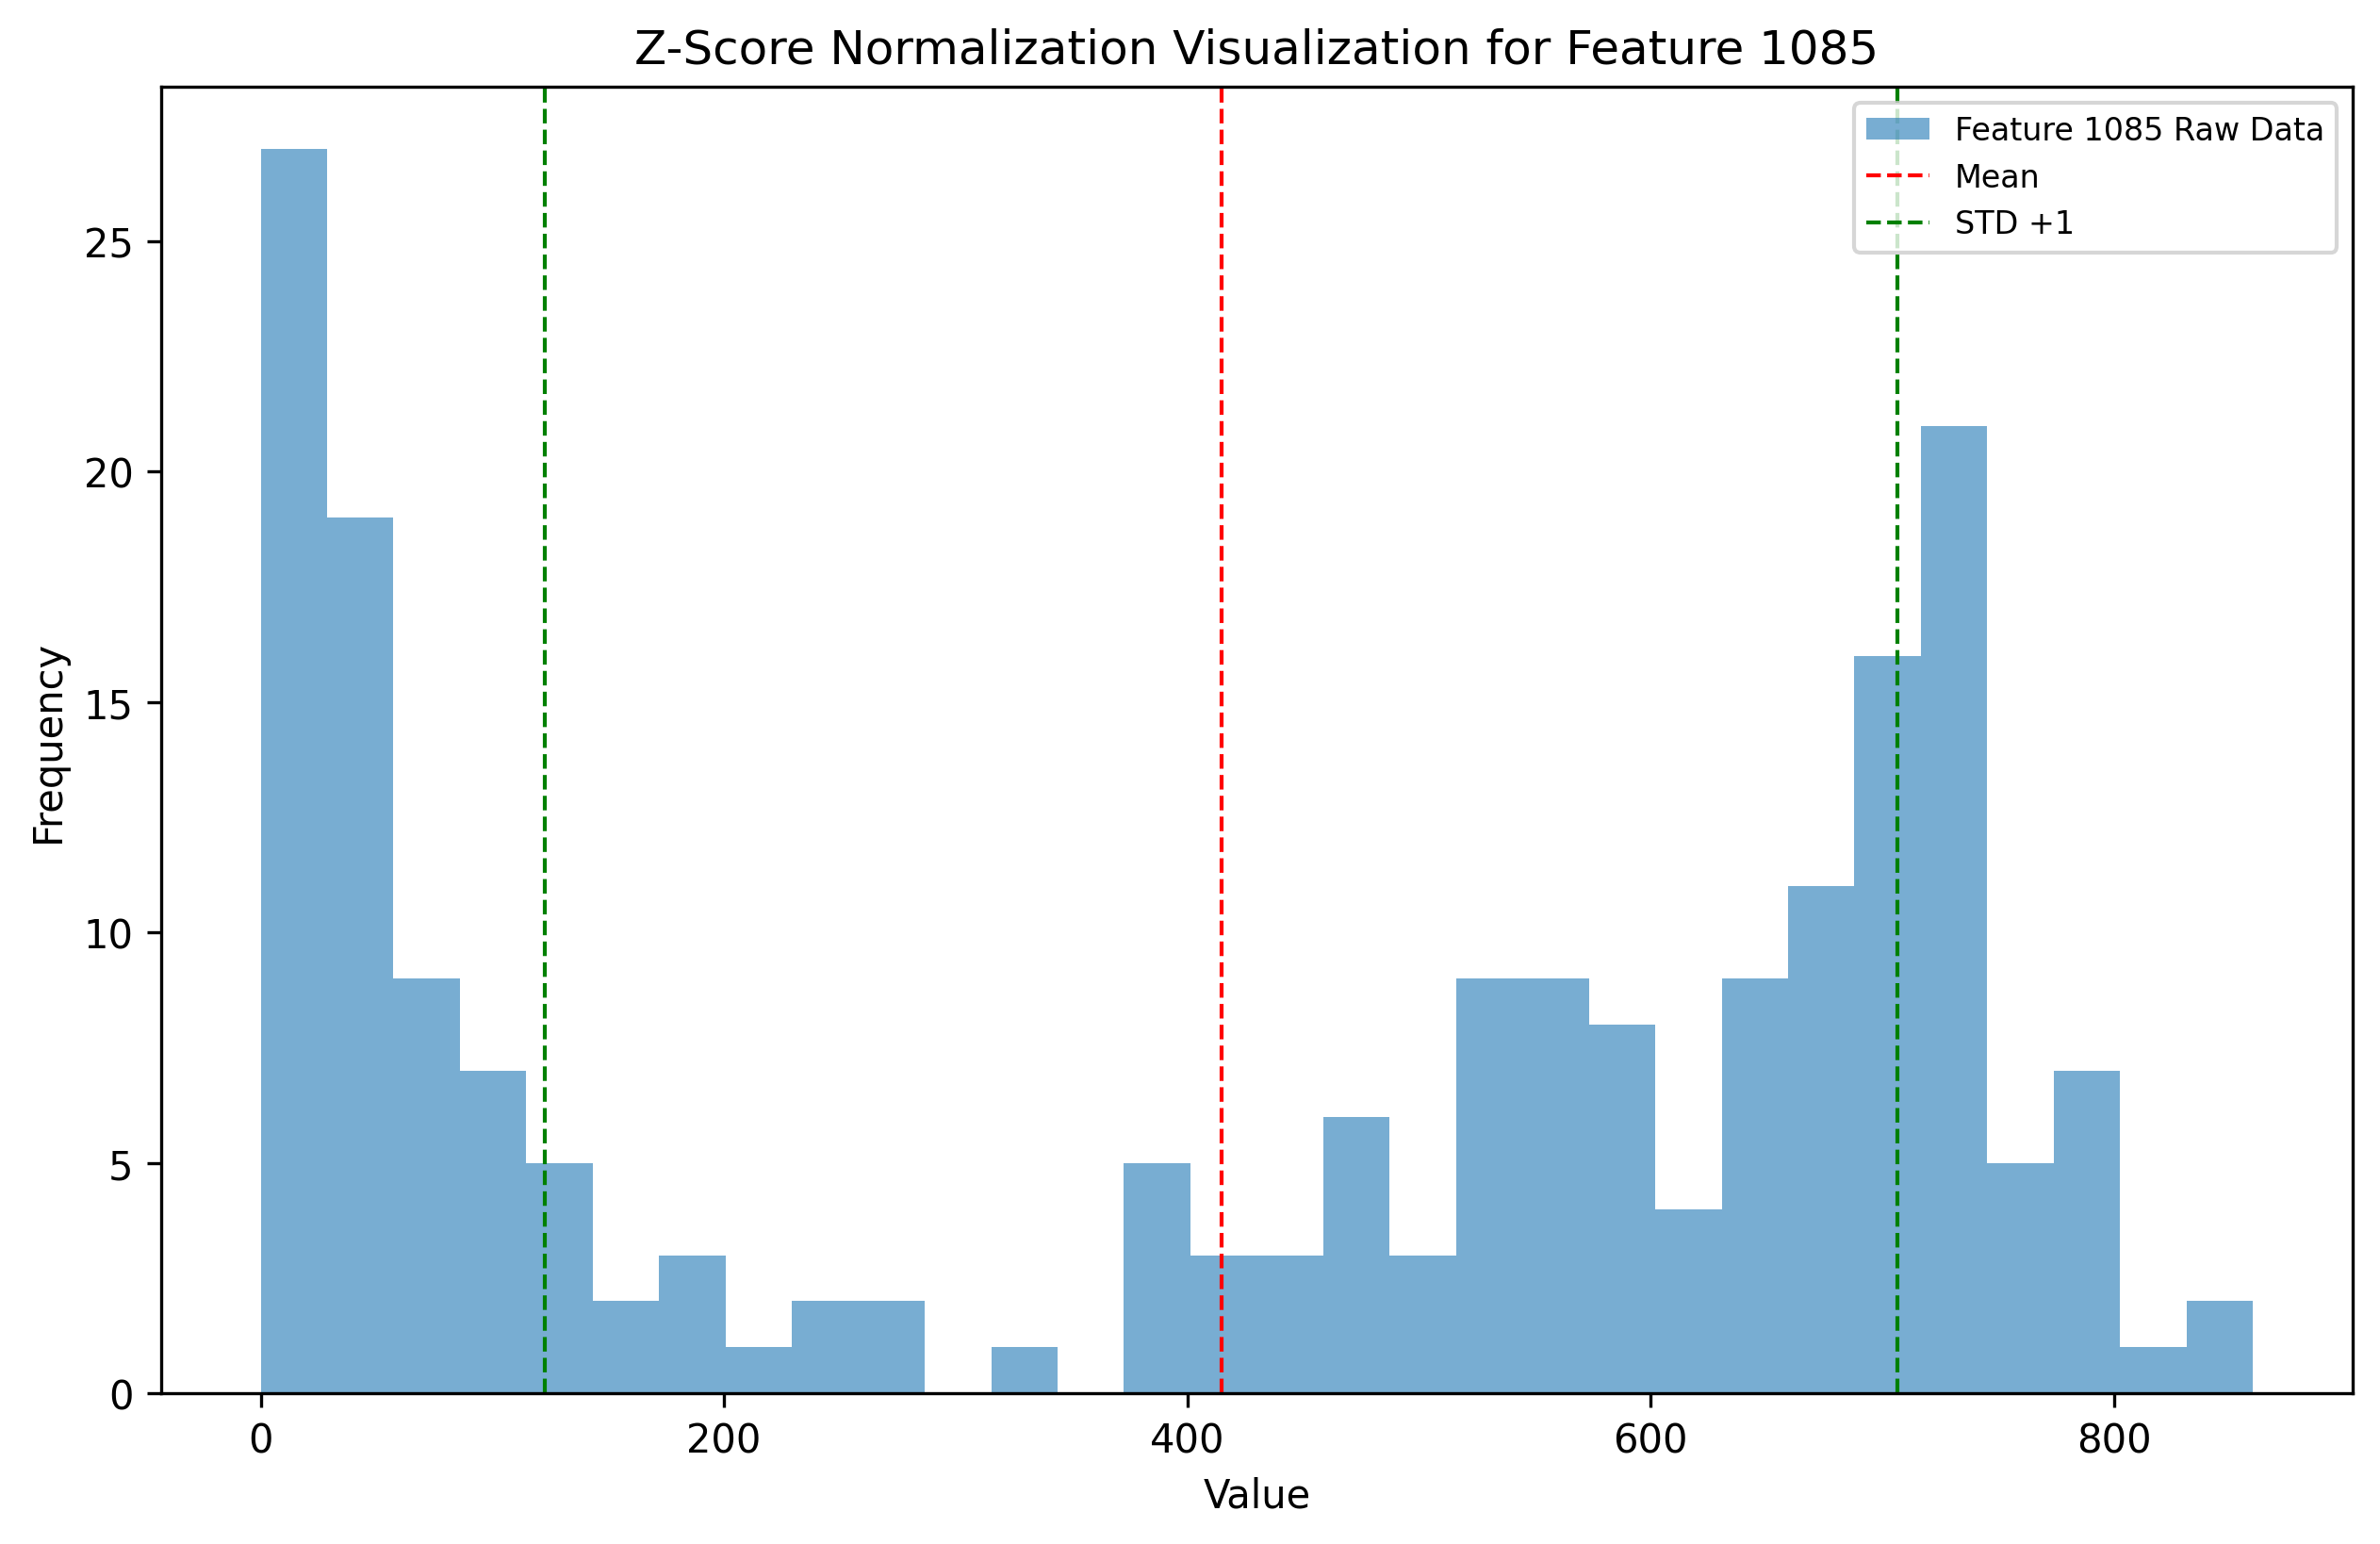 Z-Score Normalization Visualization for Feature 1085
Feature 1085 Raw Data
Mean
STD +1
Frequency
25
20
15
10
5
0
0 200 400 600 800
Value